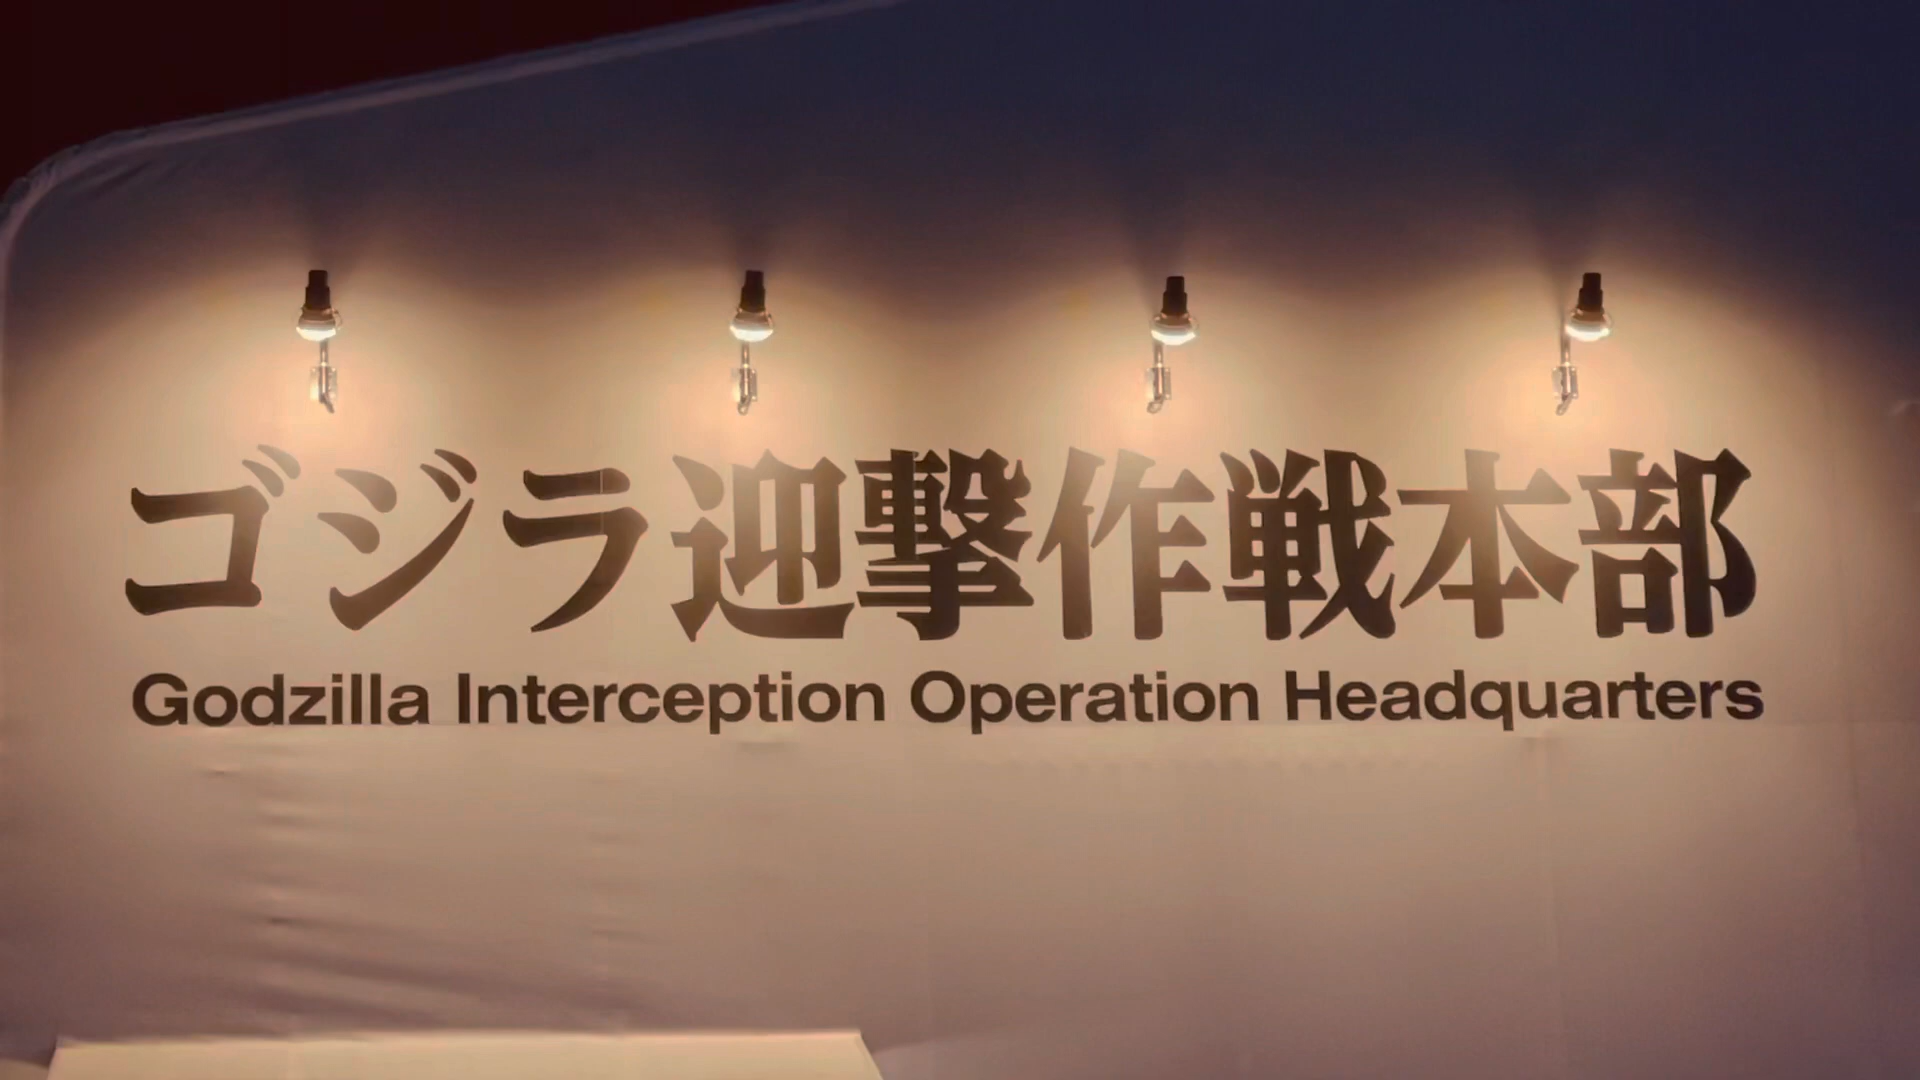 ゴジラ迎撃作戦本部
Godzilla Interception Operation Headquarters